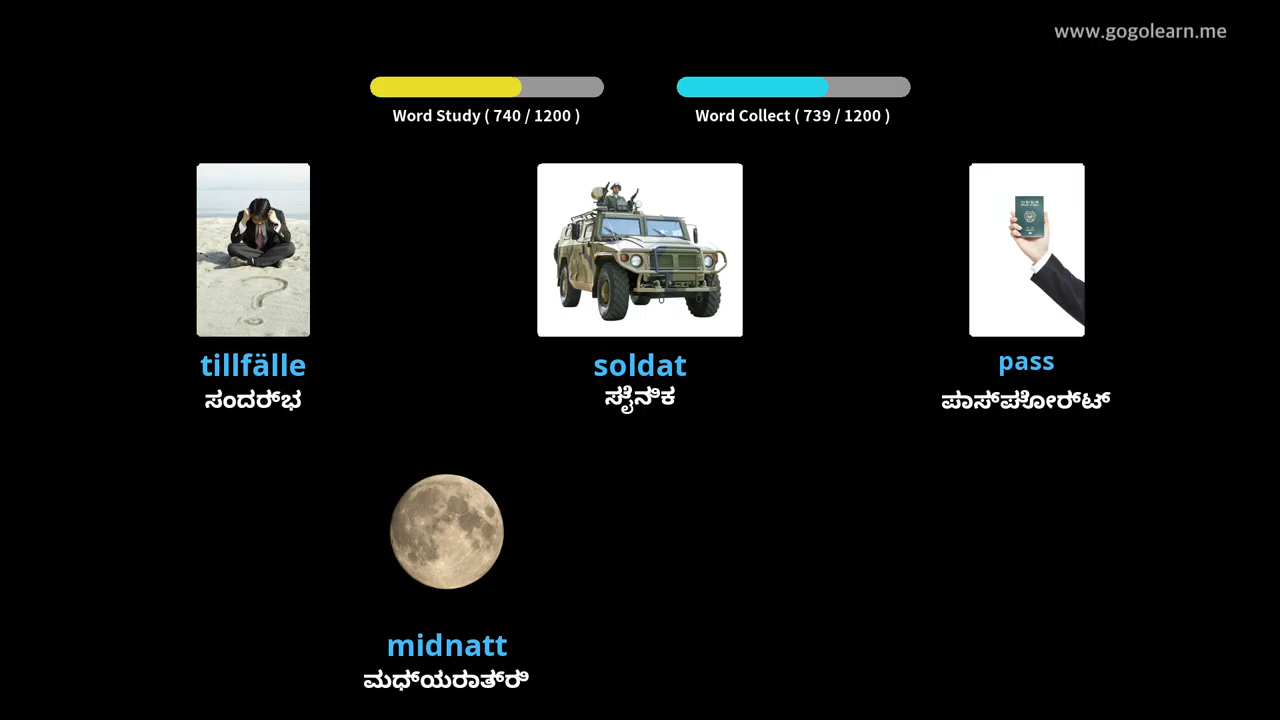 www.gogolearn.me
Word Study ( 740 / 1200 )
Word Collect ( 739 / 1200 )
tillfälle
ಸಂದರ್ಭ
soldat
ಸೈನಿಕ
pass
ಪಾಸ್‌ಪೋರ್ಟ್
midnatt
ಮಧ್ಯರಾತ್ರಿ